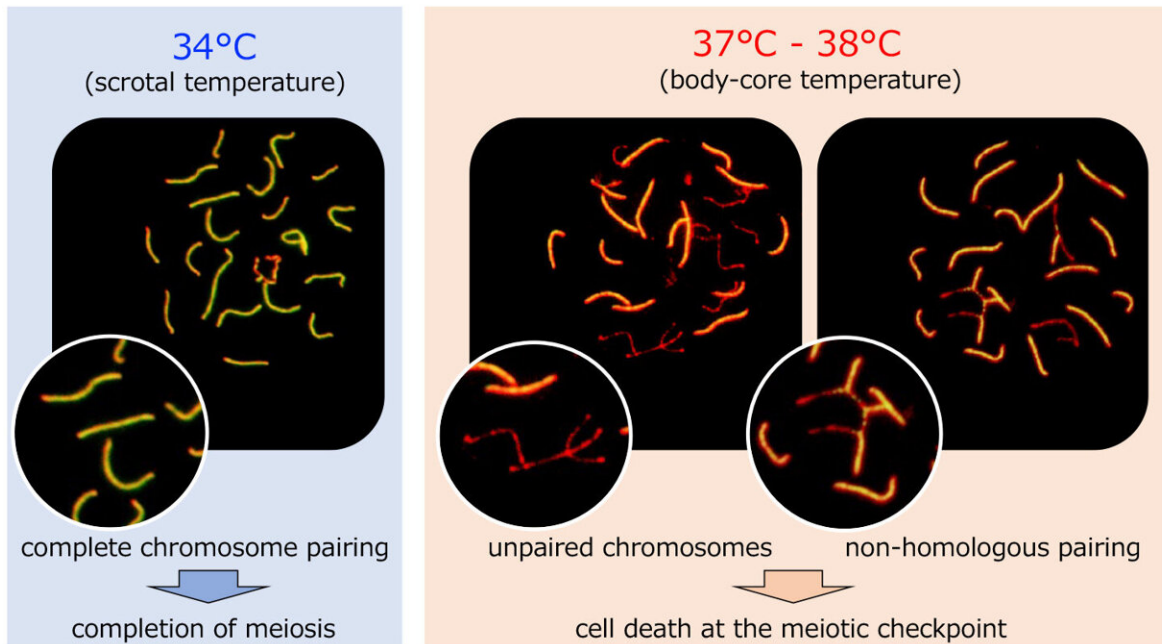 34°C
(scrotal temperature)
complete chromosome pairing
completion of meiosis
37°C - 38°C
(body-core temperature)
unpaired chromosomes
non-homologous pairing
cell death at the meiotic checkpoint